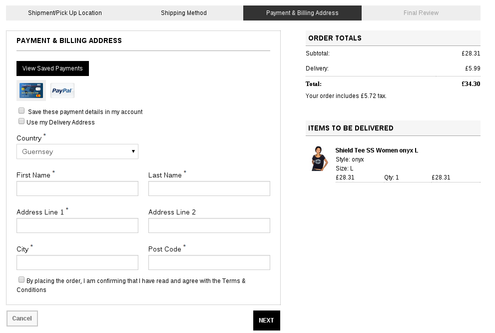 Shipment/Pick Up Location
Shipping Method
Payment & Billing Address
Final Preview
PAYMENT & BILLING ADDRESS
View Saved Payments
PayPal
Save these payment details in my account
Use my Delivery Address
Country *
Guernsey
First Name *
Last Name *
Address Line 1 *
Address Line 2
City *
Post Code *
By placing the order, I am confirming that I have read and agree with the Terms &
Conditions
Cancel
NEXT
ORDER TOTALS
Subtotal: £28.31
Delivery: £5.99
Total: £34.30
Your order includes £5.72 tax.
ITEMS TO BE DELIVERED
Shield Tee SS Women onyx L
Style: onyx
Size: L
£28.31 Qty: 1 £28.31